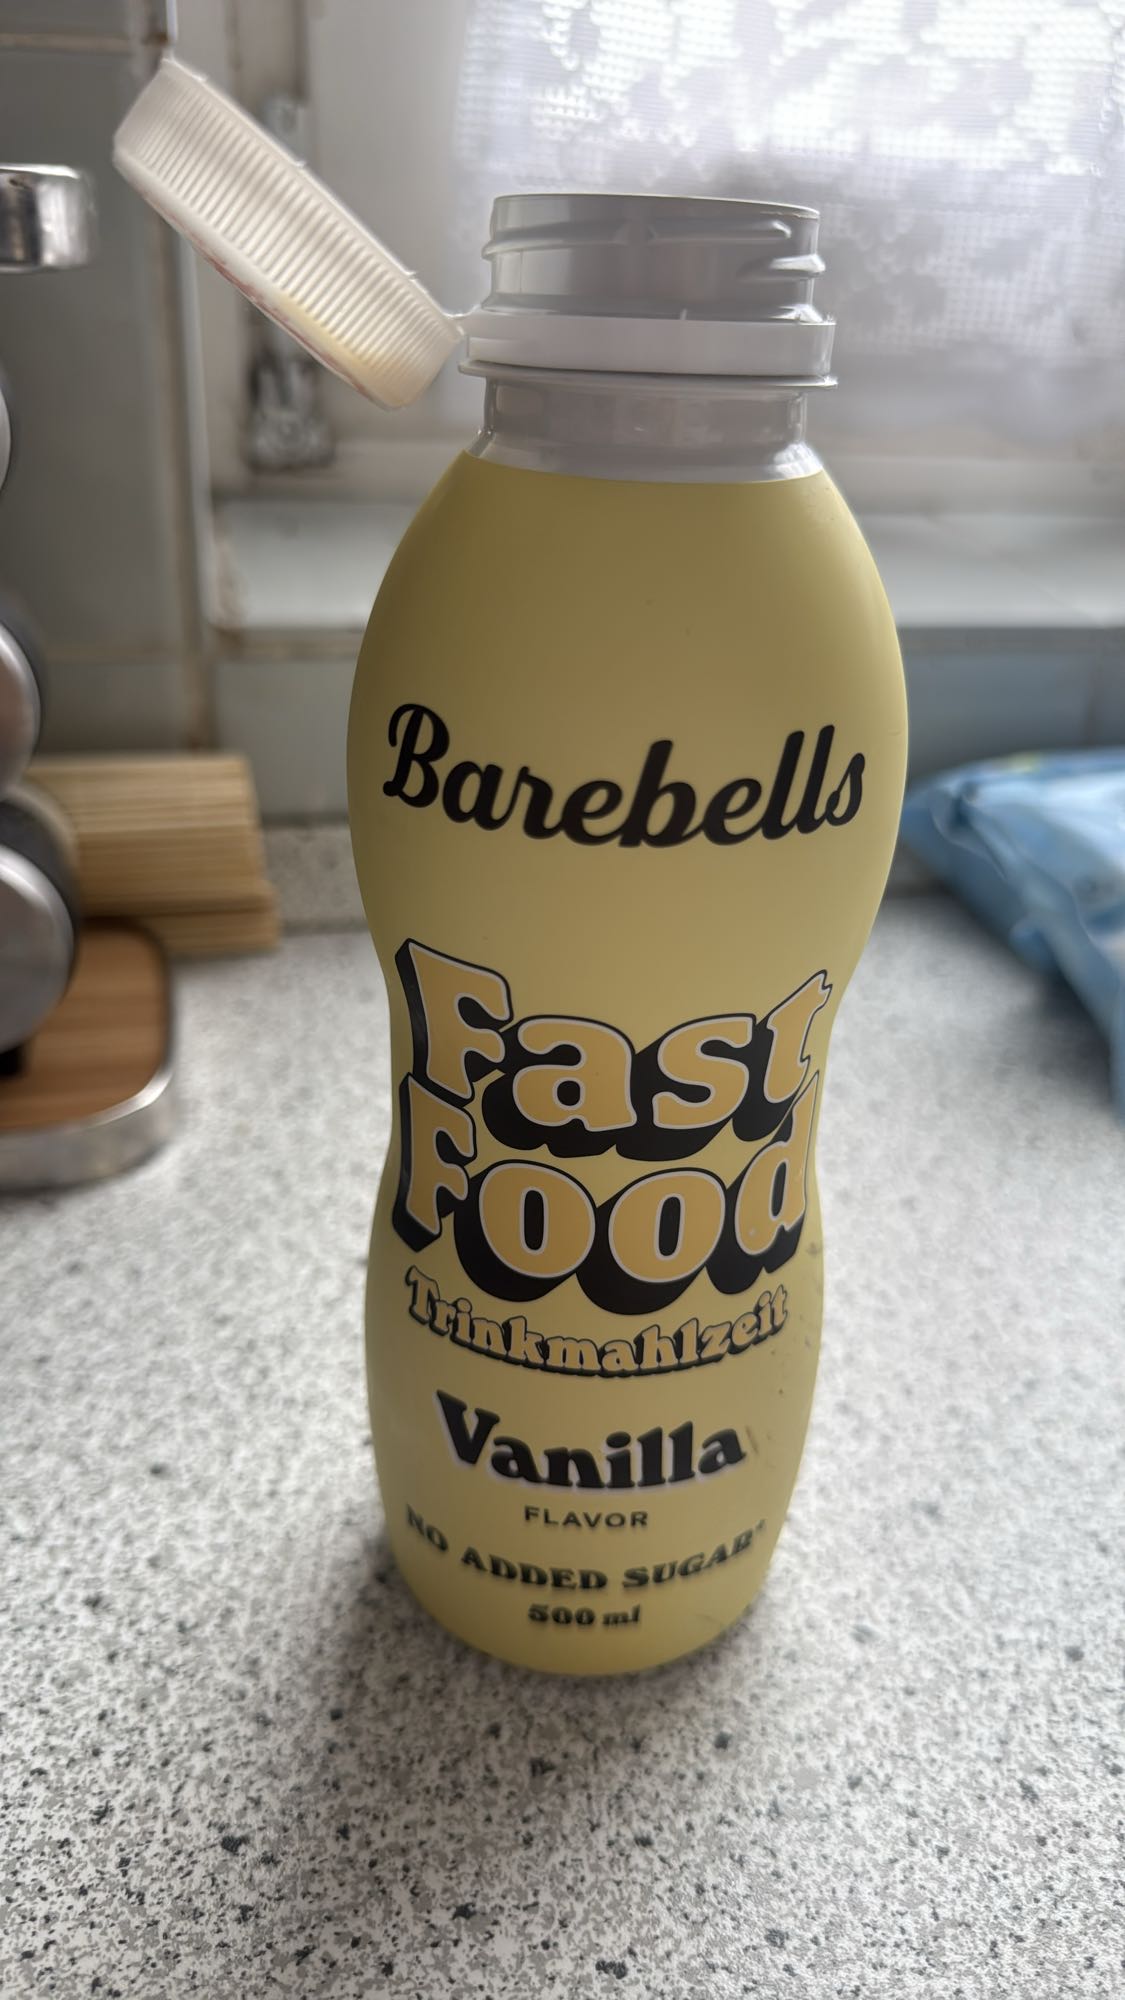 Barebells
Fast
Food
Trinkmahlzeit
Vanilla
FLAVOR
NO ADDED SUGAR*
500 ml